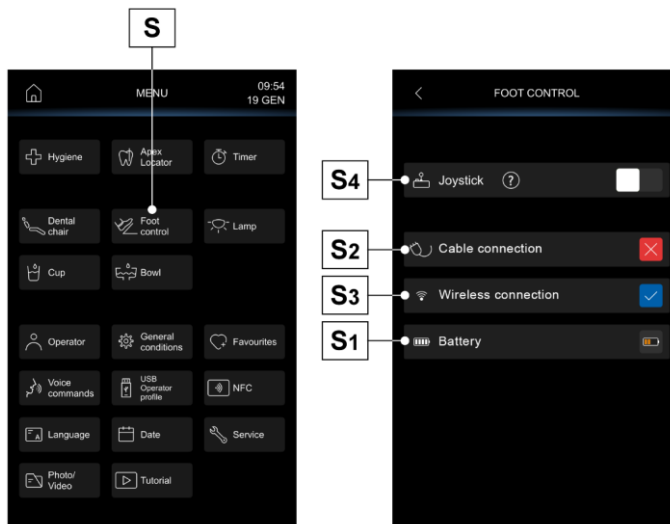 S
MENU
09:54
19 GEN
Hygiene
Apex
Locator
Timer
Dental
chair
Foot
control
Lamp
Cup
Bowl
Operator
General
conditions
Favourites
Voice
commands
USB
Operator
profile
NFC
Language
Date
Service
Photo/
Video
Tutorial
FOOT CONTROL
S4
Joystick ?
S2
Cable connection
S3
Wireless connection
S1
Battery